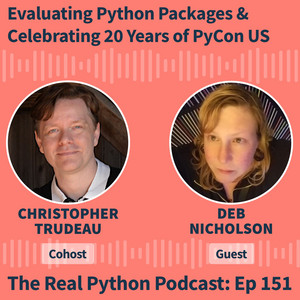 Evaluating Python Packages &
Celebrating 20 Years of PyCon US
CHRISTOPHER
TRUDEAU
Cohost
DEB
NICHOLSON
Guest
The Real Python Podcast: Ep 151